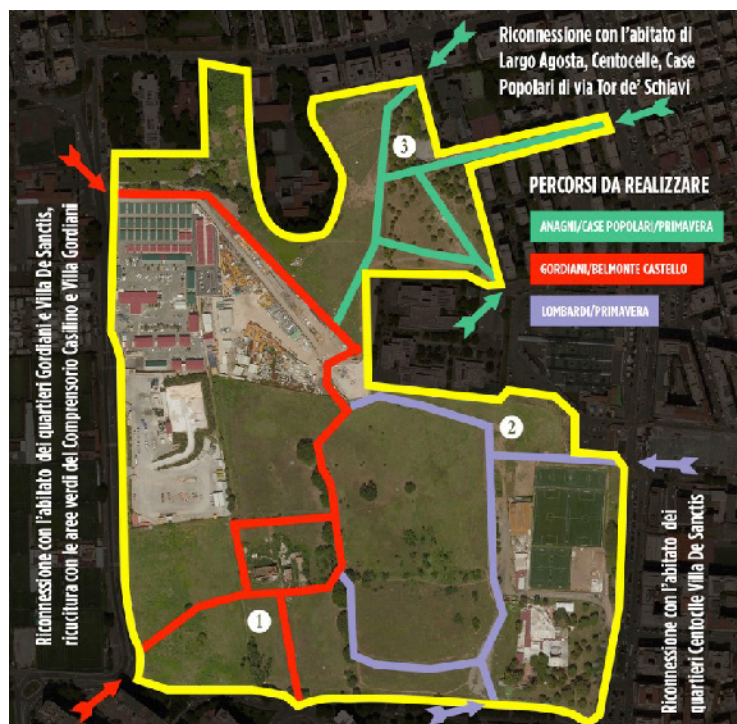 Riconnessione con l'abitato di
Largo Agosta, Centocelle, Case
Popolari di via Tor de' Schiavi
3
PERCORSI DA REALIZZARE
ANAGNI/CASE POPOLARI/PRIMAVERA
GORDIANI/BELMONTE CASTELLO
LOMBARDI/PRIMAVERA
Riconnessione con l'abitato dei quartieri Gordiani e Villa De Sanctis,
ricucitura con le aree verdi del Comprensorio Casilino e Villa Gordiani
2
1
Riconnessione con l'abitato dei
quartieri Centoclle Villa De Sanctis